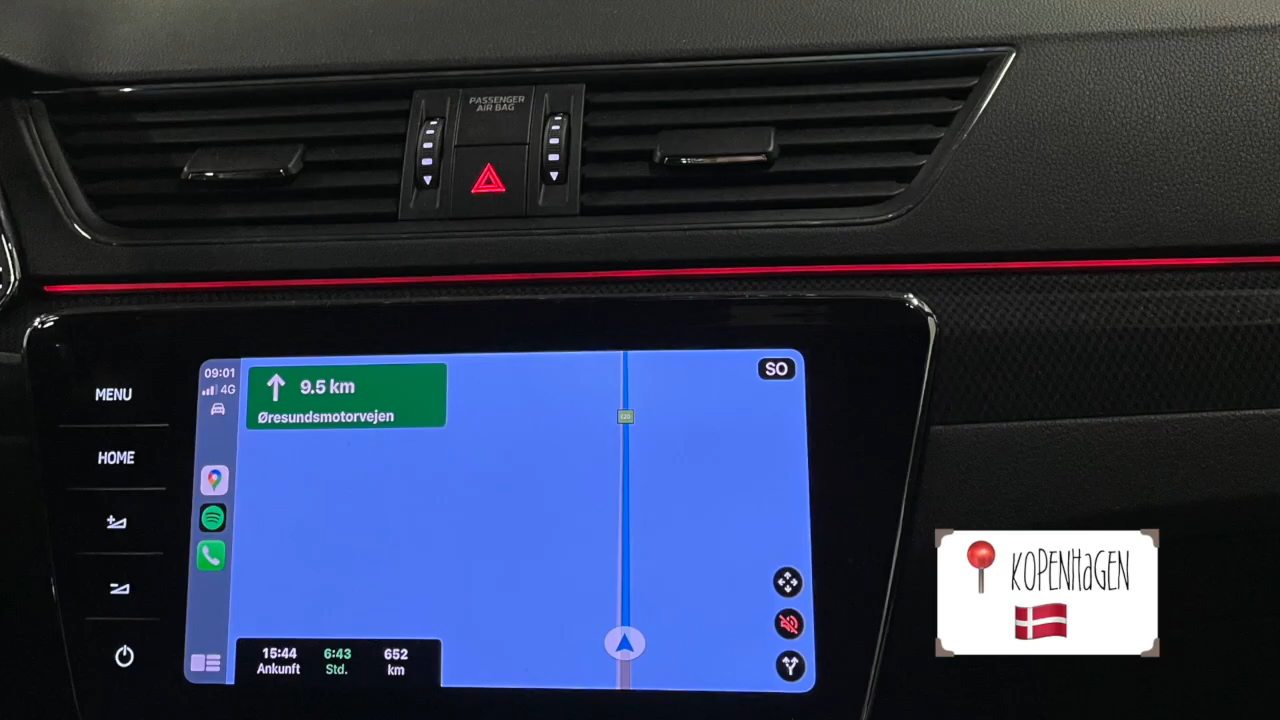 PASSENGER
AIR BAG
MENU
HOME
09:01
4G
9.5 km
Øresundsmotorvejen
SO
E20
15:44
6:43
652
Ankunft
Std.
km
KOPENHaGEN